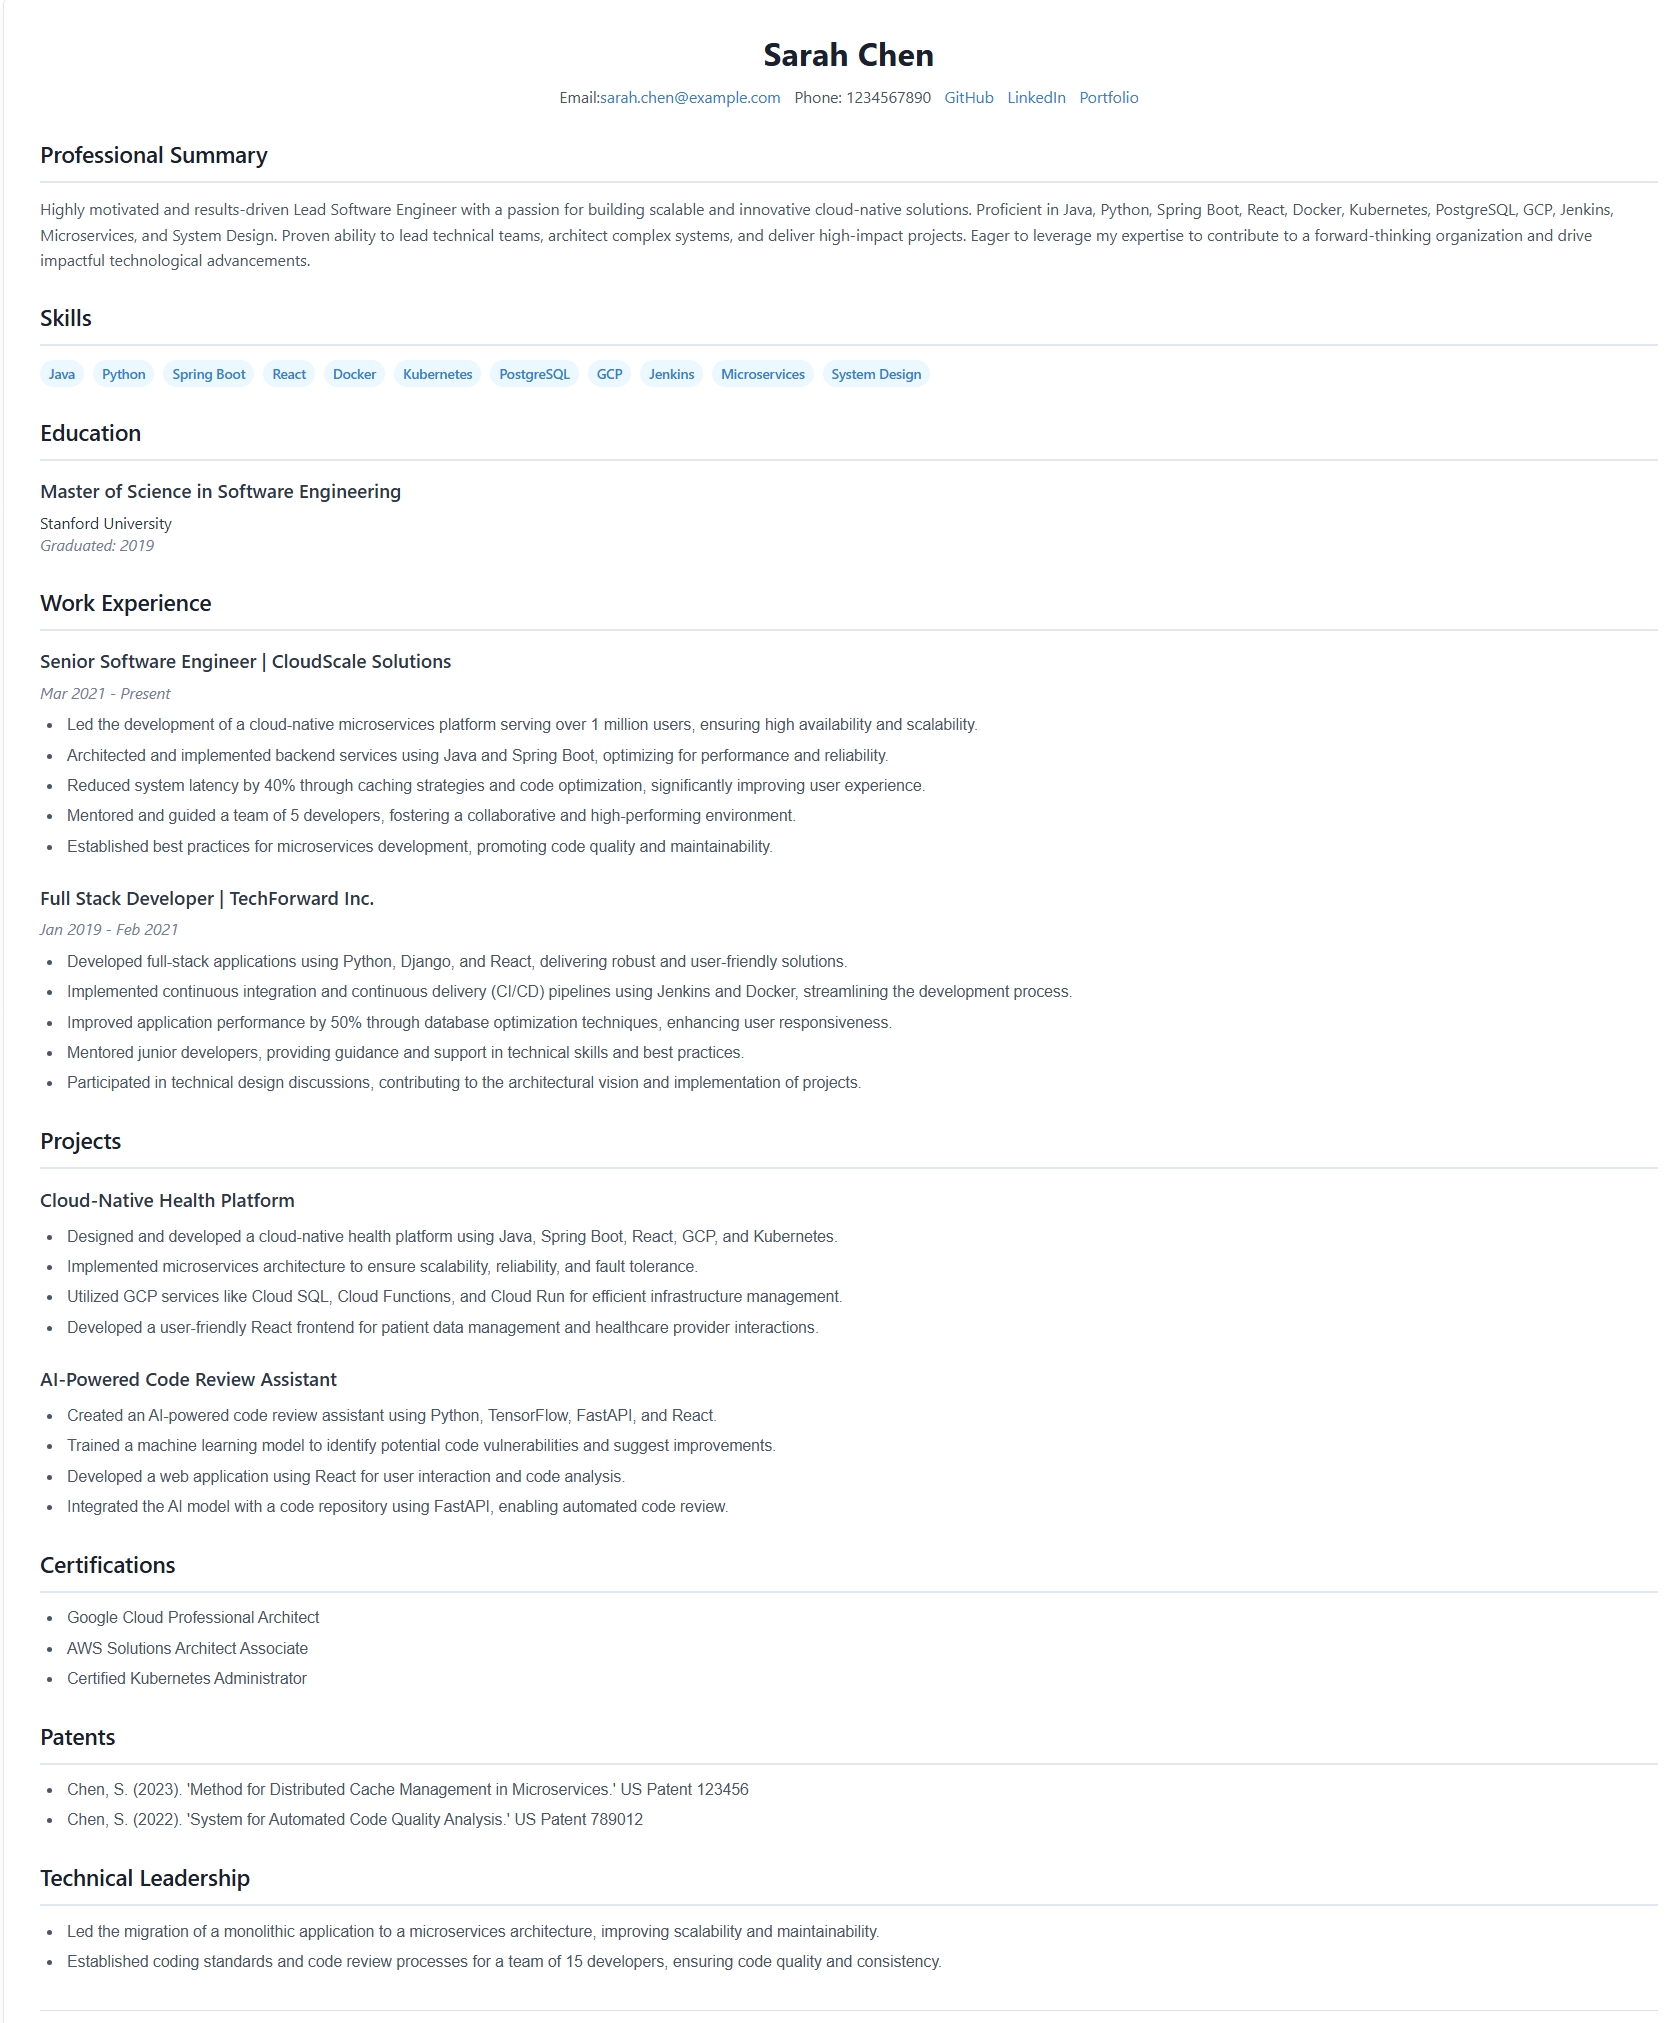 Sarah Chen
Email:sarah.chen@example.com Phone: 1234567890 GitHub LinkedIn Portfolio
Professional Summary
Highly motivated and results-driven Lead Software Engineer with a passion for building scalable and innovative cloud-native solutions. Proficient in Java, Python, Spring Boot, React, Docker, Kubernetes, PostgreSQL, GCP, Jenkins,
Microservices, and System Design. Proven ability to lead technical teams, architect complex systems, and deliver high-impact projects. Eager to leverage my expertise to contribute to a forward-thinking organization and drive
impactful technological advancements.
Skills
Java Python Spring Boot React Docker Kubernetes PostgreSQL GCP Jenkins Microservices System Design
Education
Master of Science in Software Engineering
Stanford University
Graduated: 2019
Work Experience
Senior Software Engineer | CloudScale Solutions
Mar 2021 - Present
• Led the development of a cloud-native microservices platform serving over 1 million users, ensuring high availability and scalability.
• Architected and implemented backend services using Java and Spring Boot, optimizing for performance and reliability.
• Reduced system latency by 40% through caching strategies and code optimization, significantly improving user experience.
• Mentored and guided a team of 5 developers, fostering a collaborative and high-performing environment.
• Established best practices for microservices development, promoting code quality and maintainability.
Full Stack Developer | TechForward Inc.
Jan 2019 - Feb 2021
• Developed full-stack applications using Python, Django, and React, delivering robust and user-friendly solutions.
• Implemented continuous integration and continuous delivery (CI/CD) pipelines using Jenkins and Docker, streamlining the development process.
• Improved application performance by 50% through database optimization techniques, enhancing user responsiveness.
• Mentored junior developers, providing guidance and support in technical skills and best practices.
• Participated in technical design discussions, contributing to the architectural vision and implementation of projects.
Projects
Cloud-Native Health Platform
• Designed and developed a cloud-native health platform using Java, Spring Boot, React, GCP, and Kubernetes.
• Implemented microservices architecture to ensure scalability, reliability, and fault tolerance.
• Utilized GCP services like Cloud SQL, Cloud Functions, and Cloud Run for efficient infrastructure management.
• Developed a user-friendly React frontend for patient data management and healthcare provider interactions.
AI-Powered Code Review Assistant
• Created an AI-powered code review assistant using Python, TensorFlow, FastAPI, and React.
• Trained a machine learning model to identify potential code vulnerabilities and suggest improvements.
• Developed a web application using React for user interaction and code analysis.
• Integrated the AI model with a code repository using FastAPI, enabling automated code review.
Certifications
• Google Cloud Professional Architect
• AWS Solutions Architect Associate
• Certified Kubernetes Administrator
Patents
• Chen, S. (2023). 'Method for Distributed Cache Management in Microservices.' US Patent 123456
• Chen, S. (2022). 'System for Automated Code Quality Analysis.' US Patent 789012
Technical Leadership
• Led the migration of a monolithic application to a microservices architecture, improving scalability and maintainability.
• Established coding standards and code review processes for a team of 15 developers, ensuring code quality and consistency.